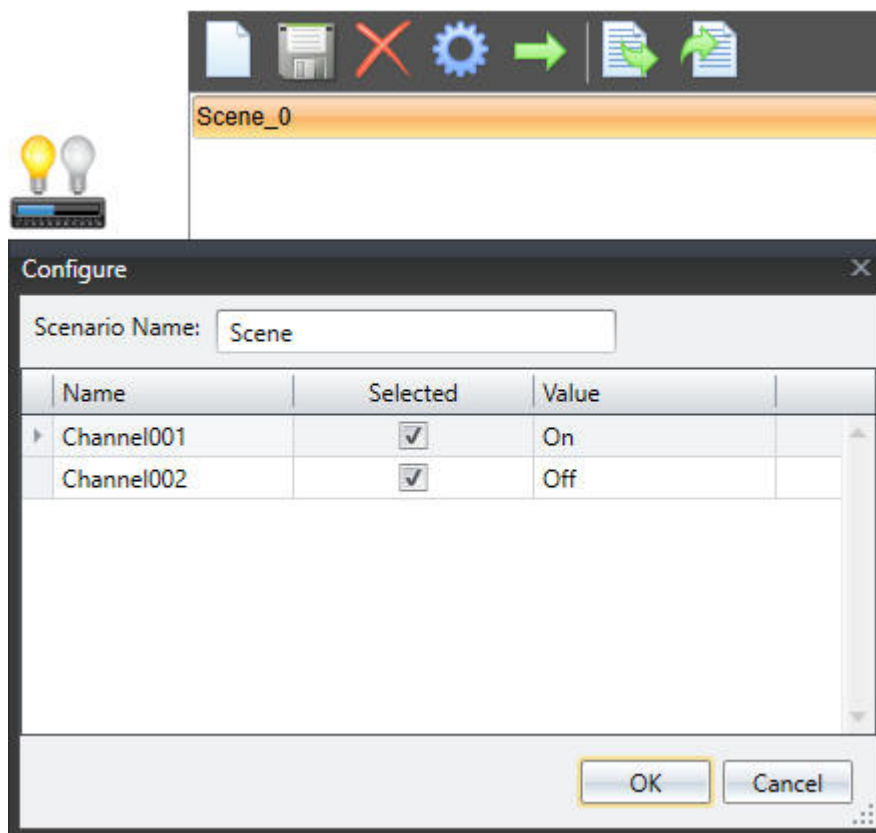 Scene_0
Configure
Scenario Name: Scene
Name Selected Value
Channel001 On
Channel002 Off
OK Cancel